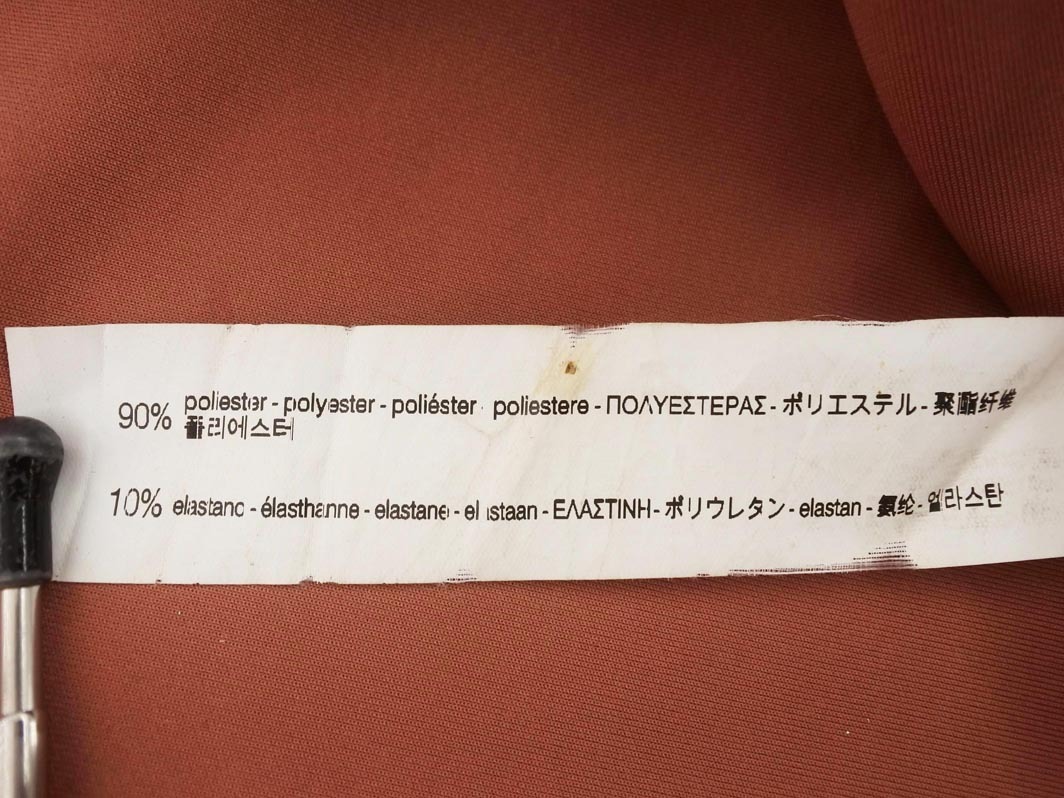 90% poliester - polyester - poliéster poliestere - ΠΟΛΥΕΣΤΕΡΑΣ - ポリエステル - 聚酯纤维
폴리에스터
10% elastano - élasthanne - elastane - elastaan - ΕΛΑΣΤΙΝΗ - ポリウレタン - elastan - 氨纶 - 엘라스탄